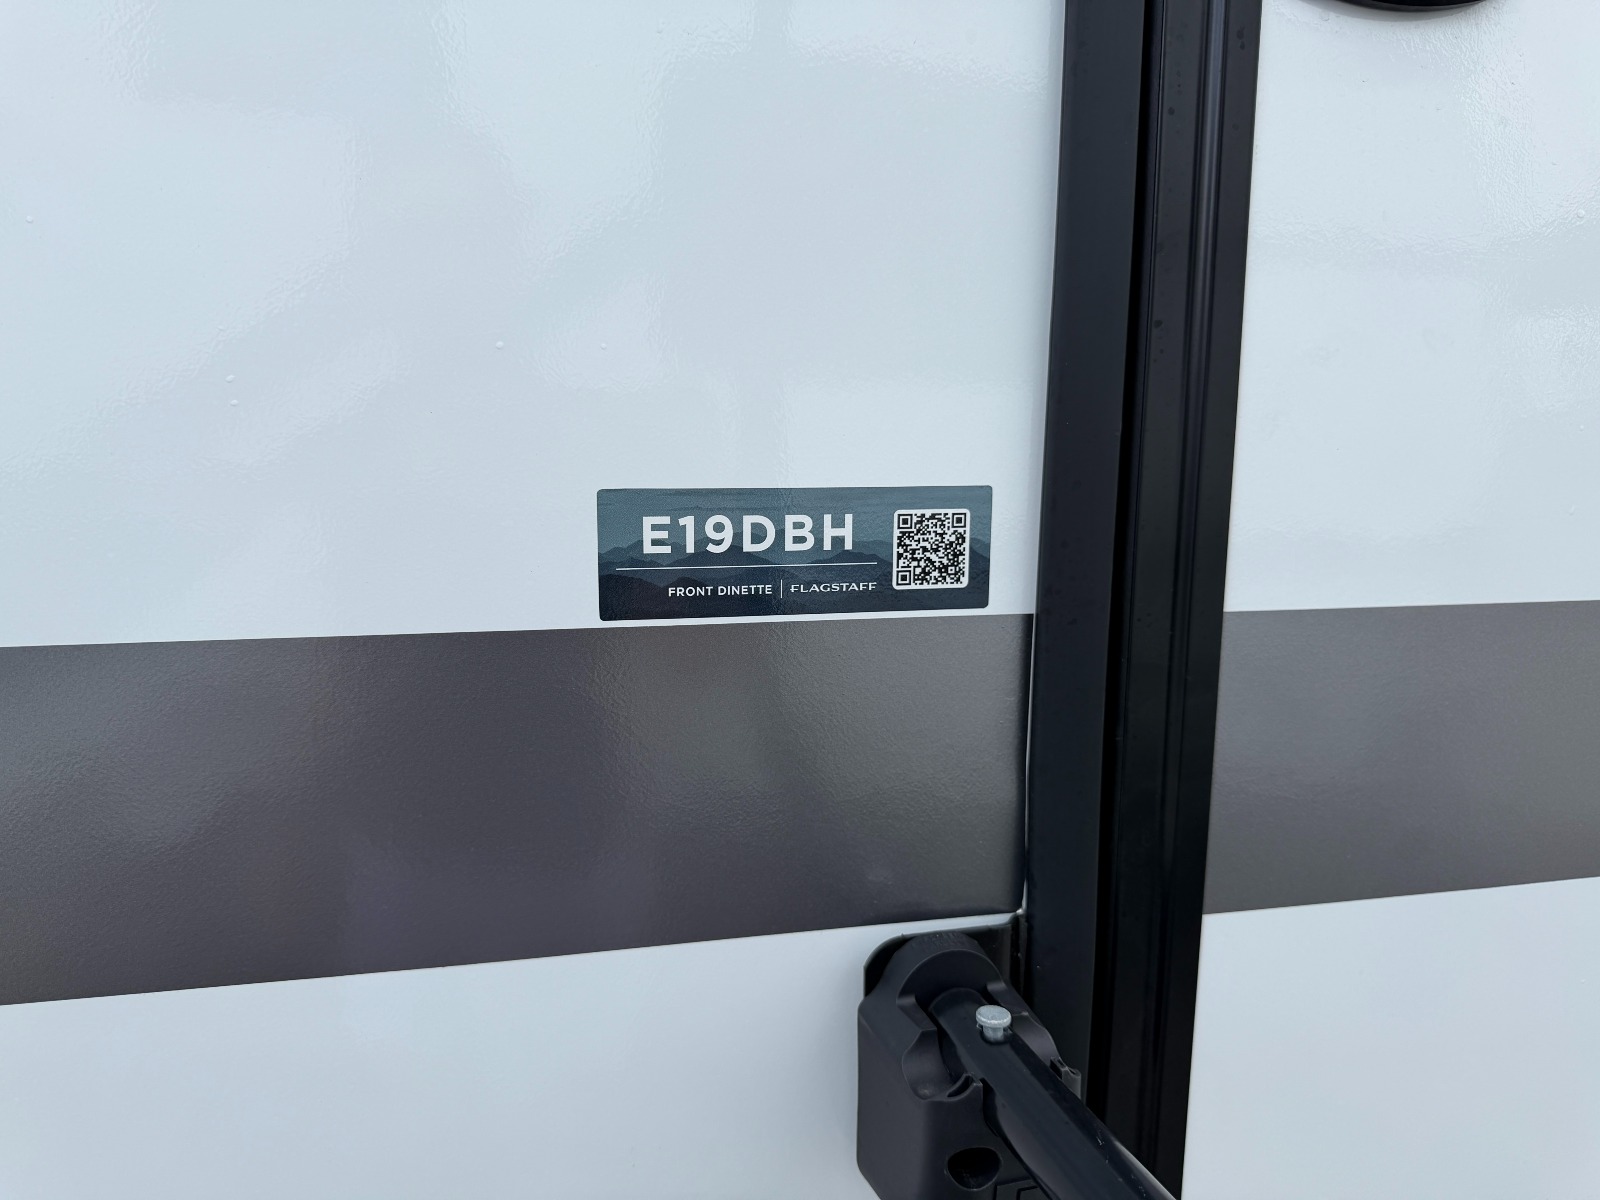 E19DBH
FRONT DINETTE | FLAGSTAFF